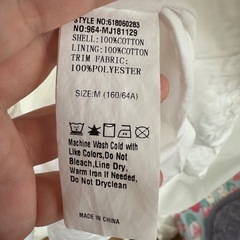 STYLE NO:618060283
NO:964-MJ181129
SHELL:100%COTTON
LINING:100%COTTON
TRIM FABRIC:
100%POLYESTER
SIZE:M (160/64A)
Machine Wash Cold with
Like Colors,Do Not
Bleach,Line Dry,
Warm Iron If Needed,
Do Not Dryclean
MADE IN CHINA